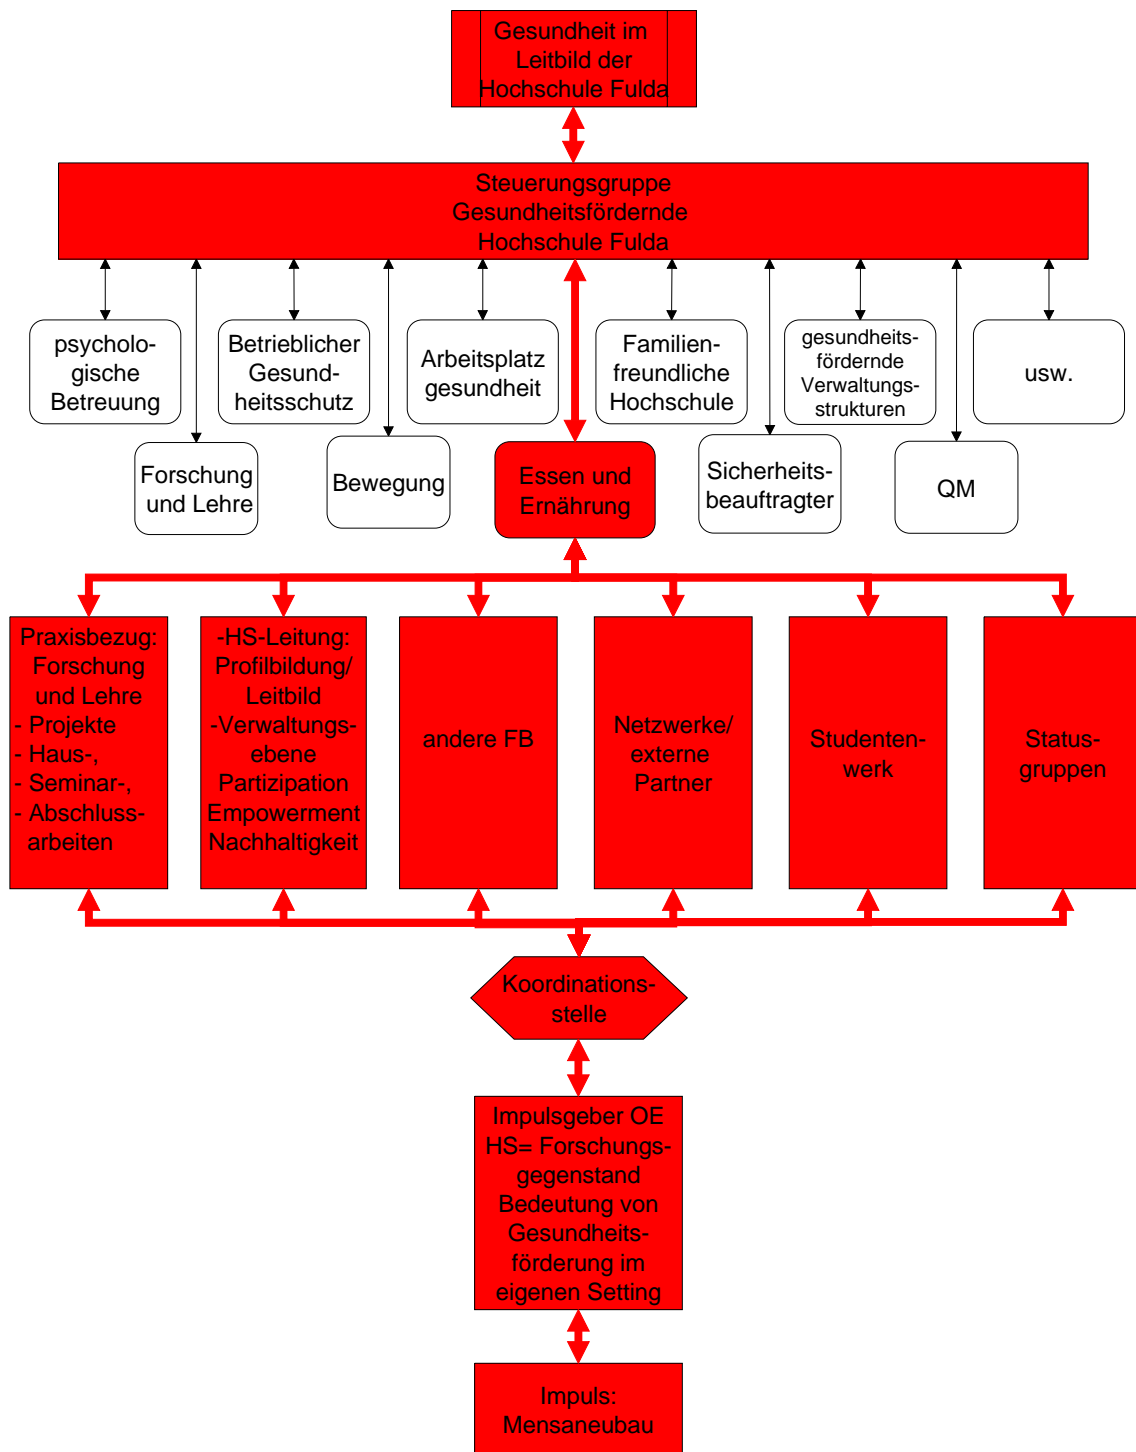 Gesundheit im
Leitbild der
Hochschule Fulda
Steuerungsgruppe
Gesundheitsfördernde
Hochschule Fulda
psycholo-
gische
Betreuung
Betrieblicher
Gesund-
heitsschutz
Arbeitsplatz
gesundheit
Familien-
freundliche
Hochschule
gesundheits-
fördernde
Verwaltungs-
strukturen
usw.
Forschung
und Lehre
Bewegung
Essen und
Ernährung
Sicherheits-
beauftragter
QM
Praxisbezug:
Forschung
und Lehre
- Projekte
- Haus-,
- Seminar-,
- Abschluss-
arbeiten
-HS-Leitung:
Profilbildung/
Leitbild
-Verwaltungs-
ebene
Partizipation
Empowerment
Nachhaltigkeit
andere FB
Netzwerke/
externe
Partner
Studenten-
werk
Status-
gruppen
Koordinations-
stelle
Impulsgeber OE
HS= Forschungs-
gegenstand
Bedeutung von
Gesundheits-
förderung im
eigenen Setting
Impuls:
Mensaneubau